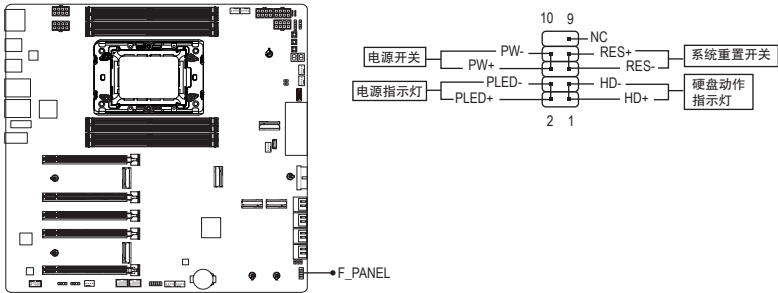 10 9
NC
电源开关
PW-
RES+
系统重置开关
PW+
RES-
电源指示灯
PLED-
HD-
硬盘动作
指示灯
PLED+
HD+
2 1
F_PANEL